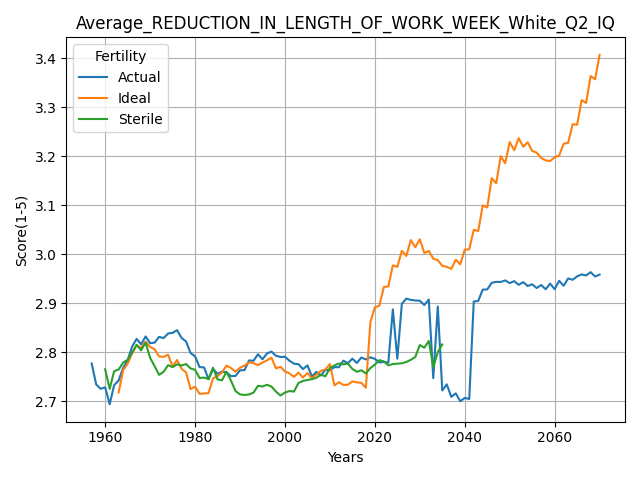 Average_REDUCTION_IN_LENGTH_OF_WORK_WEEK_White_Q2_IQ
Fertility
Actual
Ideal
Sterile
3.4
3.3
3.2
3.1
3.0
2.9
2.8
2.7
Score(1-5)
1960 1980 2000 2020 2040 2060
Years